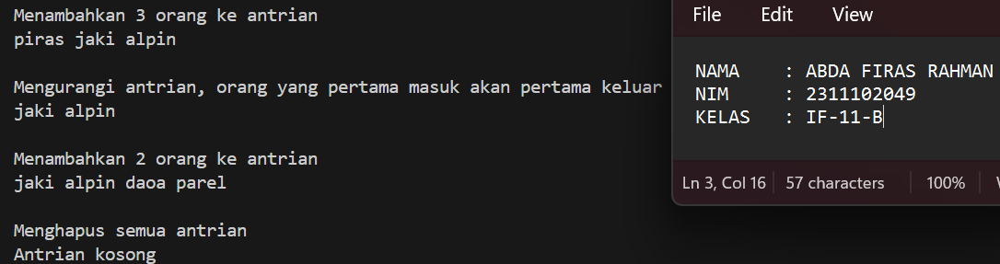 Menambahkan 3 orang ke antrian
piras jaki alpin
Mengurangi antrian, orang yang pertama masuk akan pertama keluar
jaki alpin
Menambahkan 2 orang ke antrian
jaki alpin daoa parel
Menghapus semua antrian
Antrian kosong
File Edit View
NAMA : ABDA FIRAS RAHMAN
NIM : 2311102049
KELAS : IF-11-B
Ln 3, Col 16 57 characters 100%